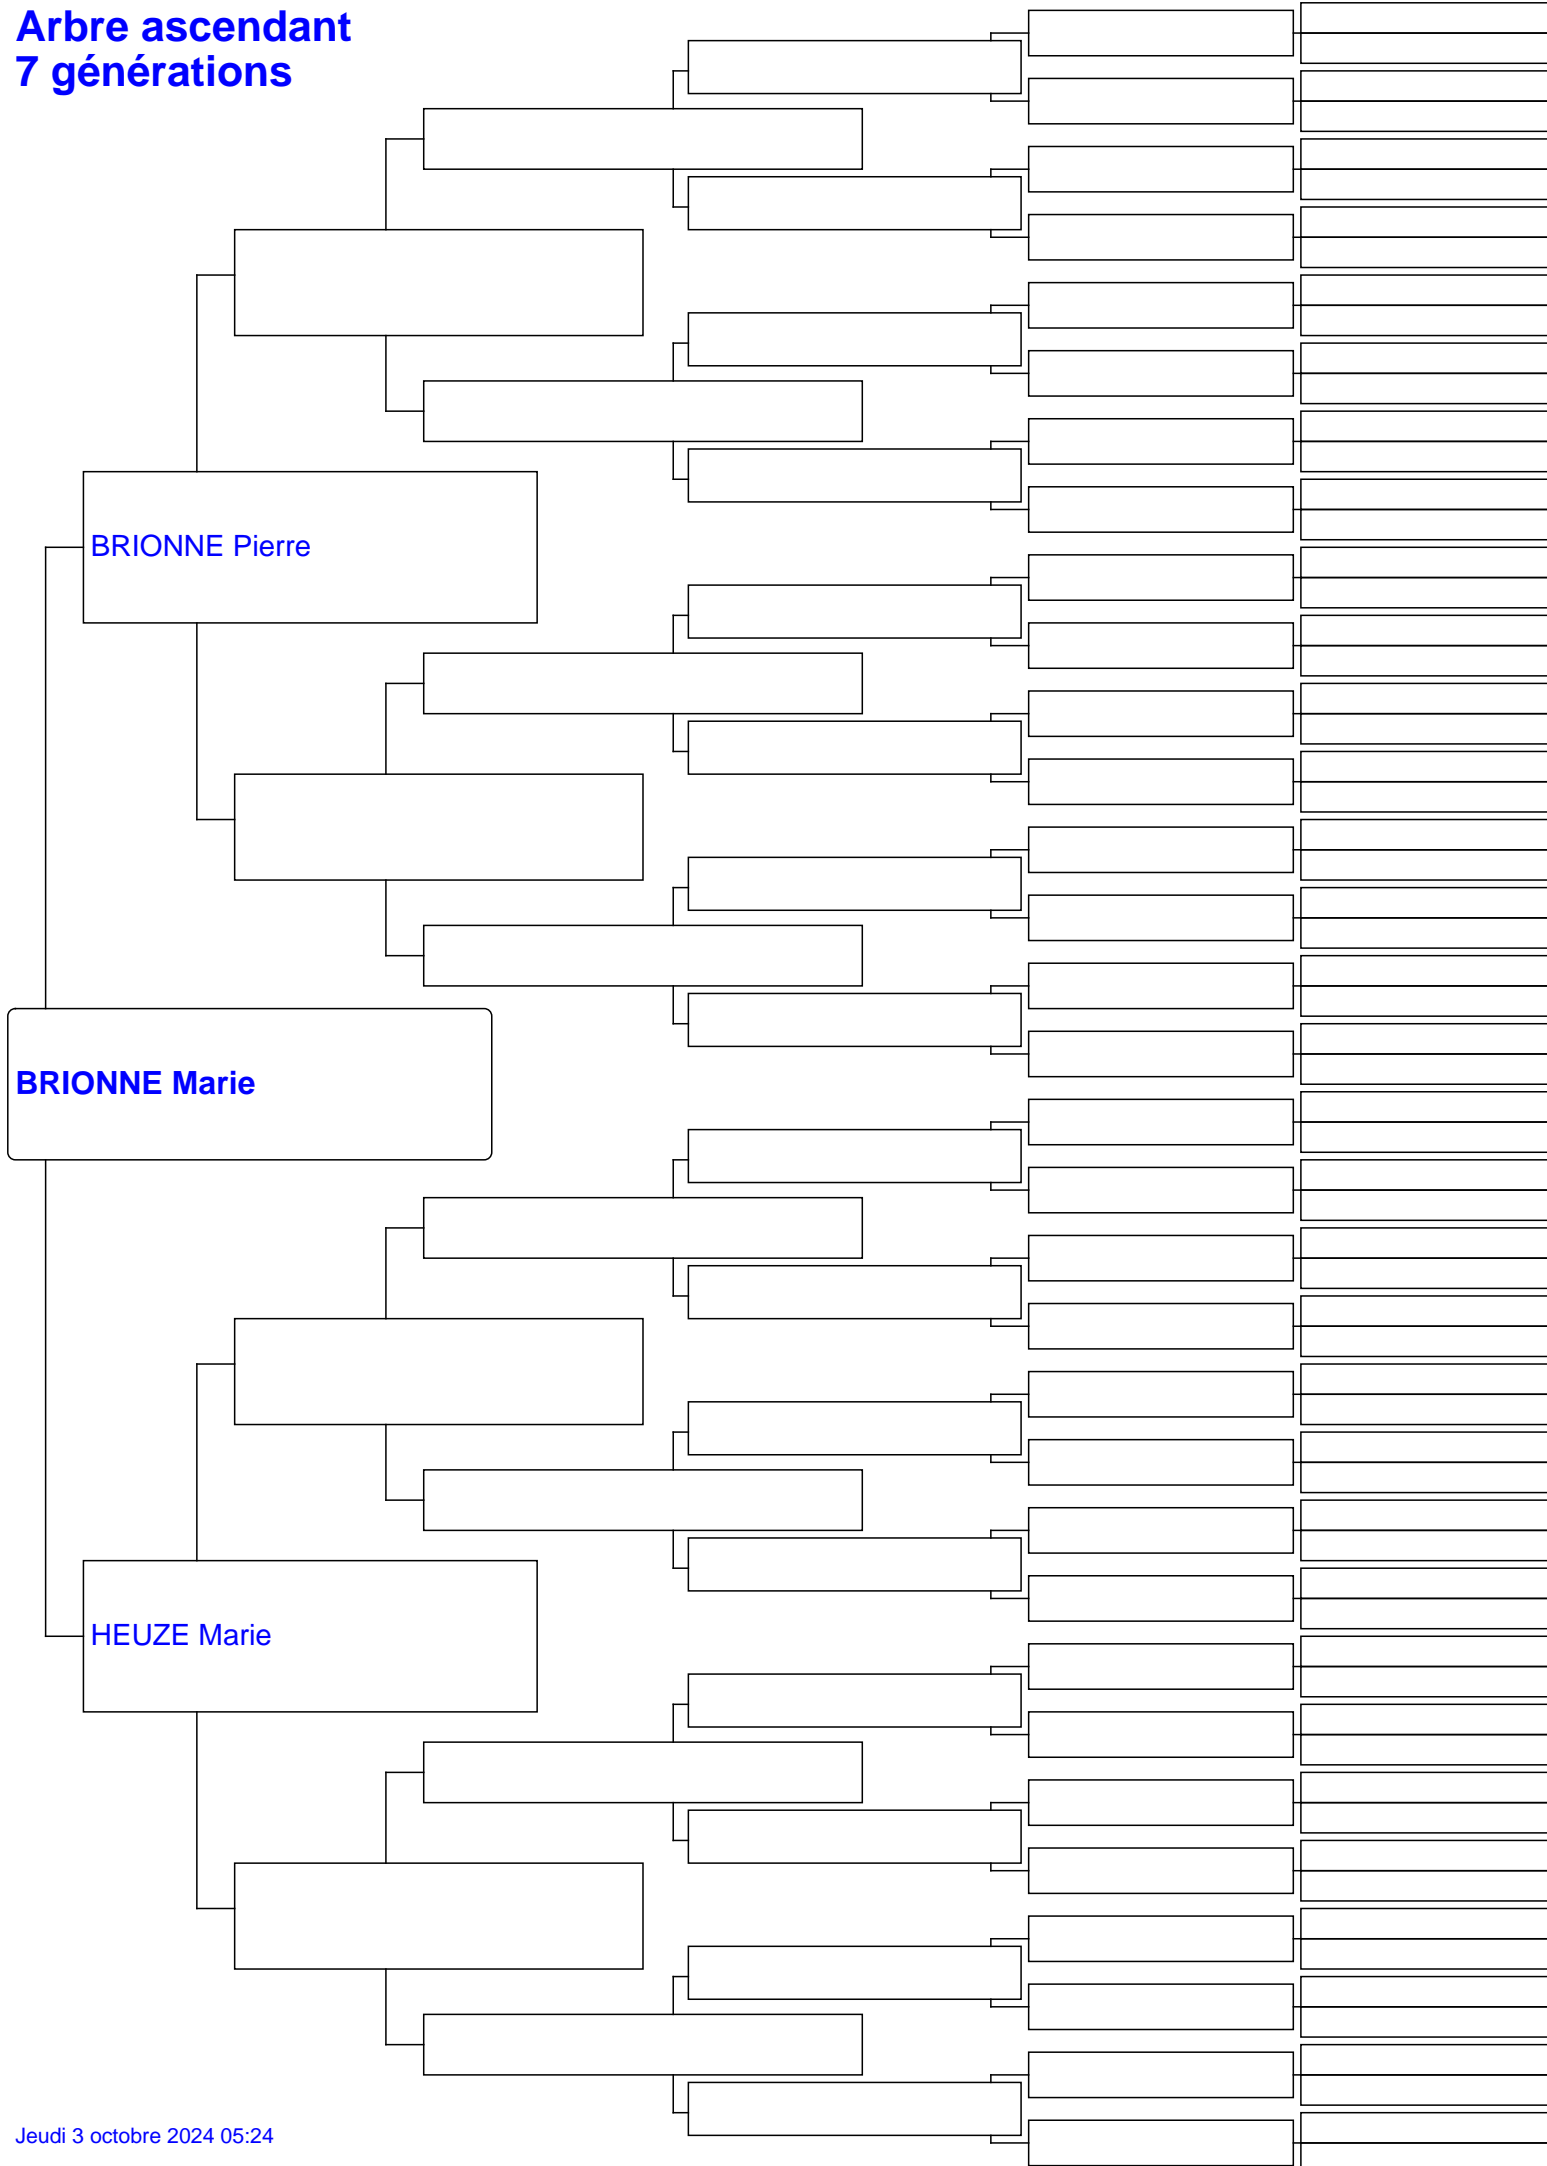 Arbre ascendant
7 générations
BRIONNE Pierre
BRIONNE Marie
HEUZE Marie
Jeudi 3 octobre 2024 05:24